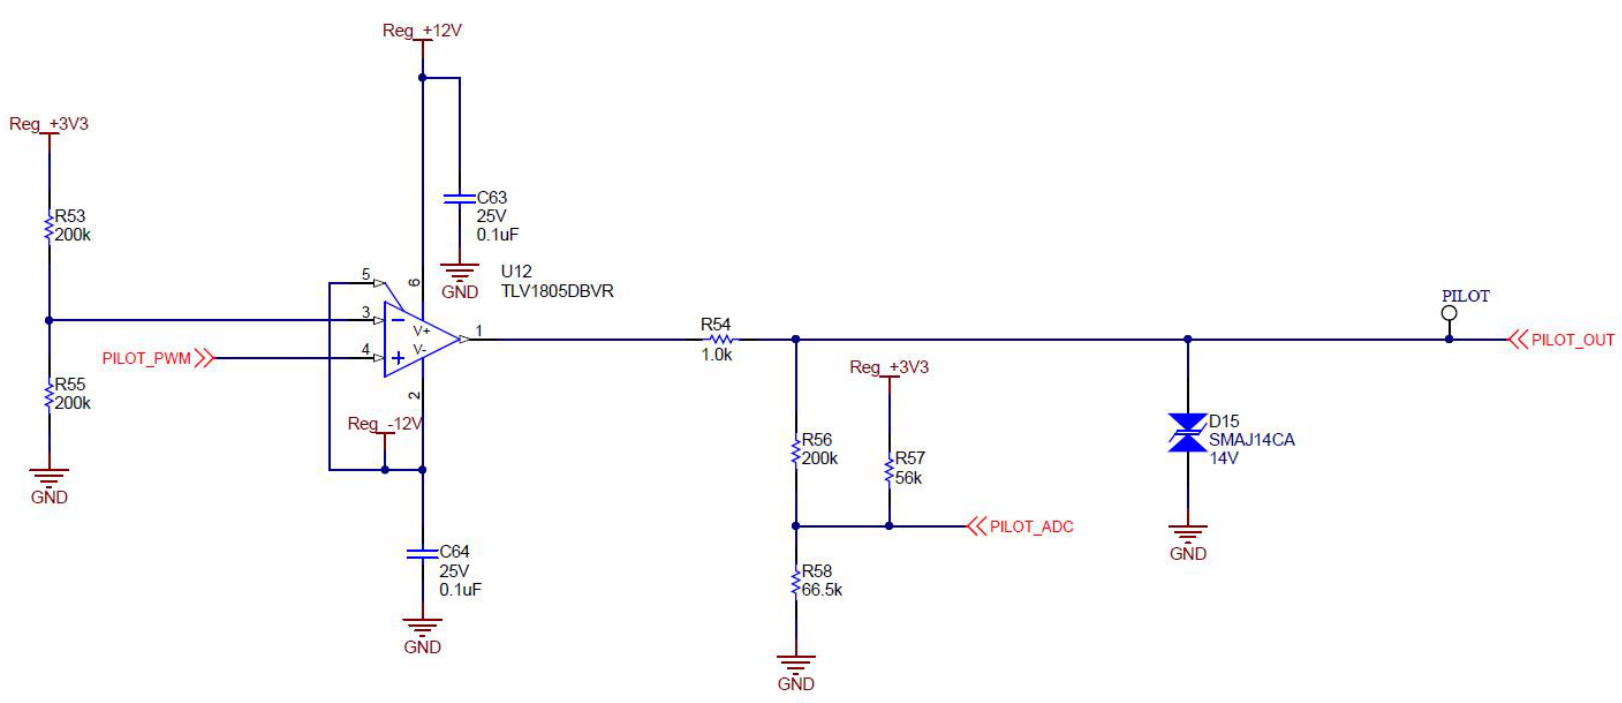 Reg_+12V
Reg_+3V3
C63
25V
0.1uF
R53
200k
GND
U12
TLV1805DBVR
5
6
3
V+
1
4
V-
2
PILOT_PWM
R54
1.0k
PILOT
PILOT_OUT
R55
200k
Reg_+3V3
Reg_-12V
D15
SMAJ14CA
14V
R56
200k
R57
56k
GND
PILOT_ADC
GND
C64
25V
0.1uF
R58
66.5k
GND
GND